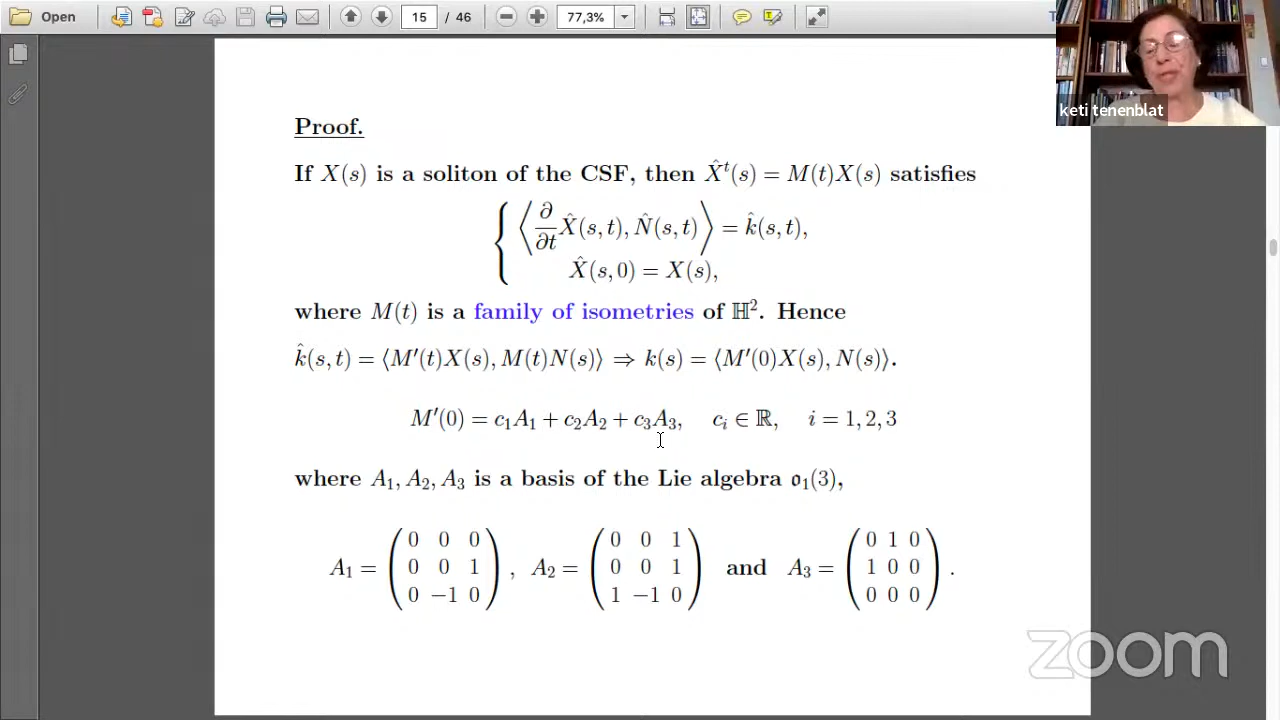 Open 15 / 46 77,3%
keti tenenblat
Proof.
If X(s) is a soliton of the CSF, then X̂ᵗ(s) = M(t)X(s) satisfies
{ ⟨ ∂/∂t X̂(s, t), N̂(s, t) ⟩ = k̂(s, t),
X̂(s, 0) = X(s),
where M(t) is a family of isometries of ℍ². Hence
k̂(s, t) = ⟨M′(t)X(s), M(t)N(s)⟩ ⇒ k(s) = ⟨M′(0)X(s), N(s)⟩.
M′(0) = c₁A₁ + c₂A₂ + c₃A₃, cᵢ ∈ ℝ, i = 1, 2, 3
where A₁, A₂, A₃ is a basis of the Lie algebra 𝔬₁(3),
0 0 0 0 0 1 0 1 0
A₁ = ( 0 0 1 ) , A₂ = ( 0 0 1 ) and A₃ = ( 1 0 0 ) .
0 −1 0 1 −1 0 0 0 0
zoom